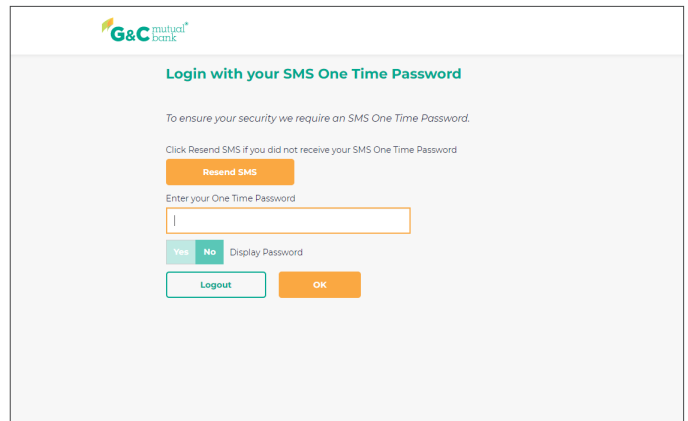 G&C mutual
bank
Login with your SMS One Time Password
To ensure your security we require an SMS One Time Password.
Click Resend SMS if you did not receive your SMS One Time Password
Resend SMS
Enter your One Time Password
Yes No Display Password
Logout OK